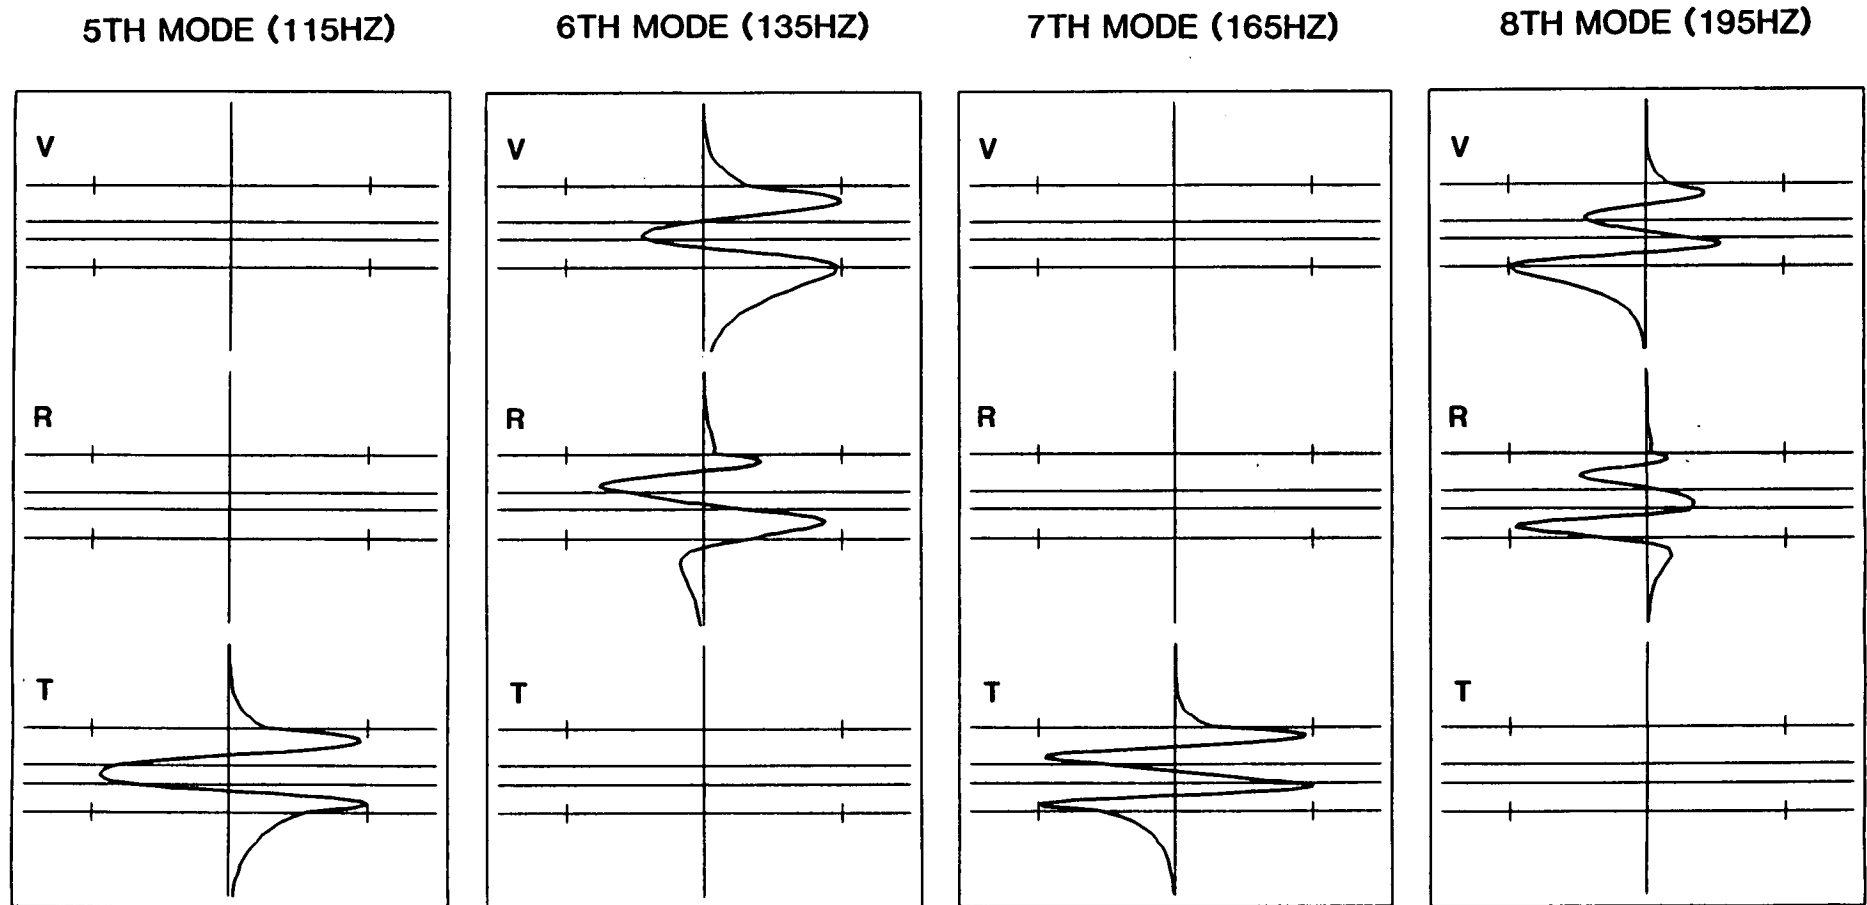 5TH MODE (115HZ)
6TH MODE (135HZ)
7TH MODE (165HZ)
8TH MODE (195HZ)
V
V
V
V
R
R
R
R
T
T
T
T